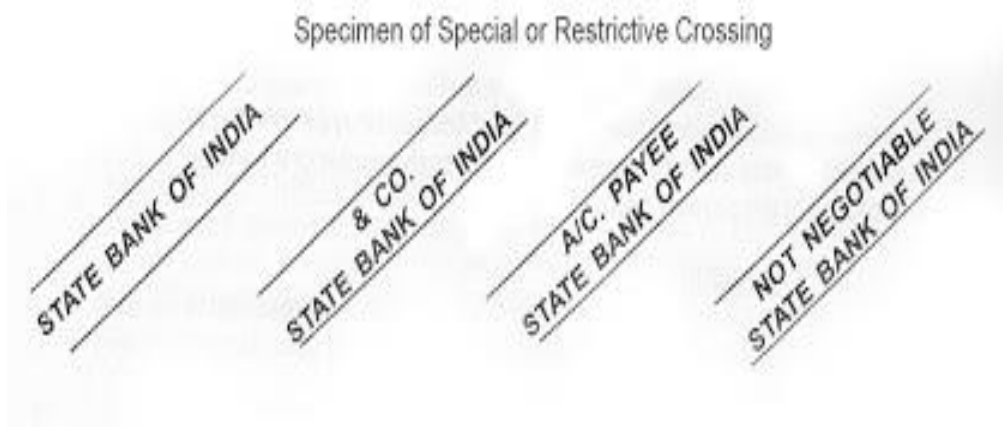 Specimen of Special or Restrictive Crossing
STATE BANK OF INDIA
& CO.
STATE BANK OF INDIA
A/C. PAYEE
STATE BANK OF INDIA
NOT NEGOTIABLE
STATE BANK OF INDIA